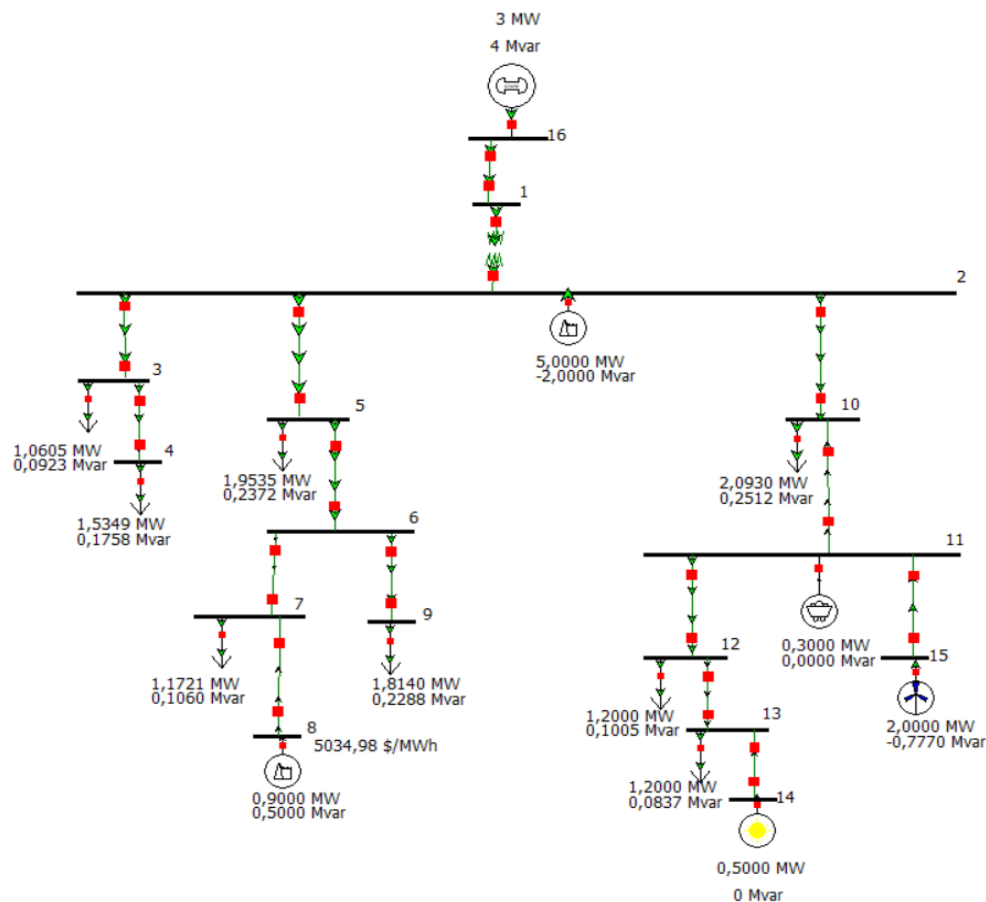 3 MW
4 Mvar
16
1
2
5,0000 MW
-2,0000 Mvar
3
1,0605 MW
0,0923 Mvar
4
1,5349 MW
0,1758 Mvar
5
1,9535 MW
0,2372 Mvar
6
7
1,1721 MW
0,1060 Mvar
8
5034,98 $/MWh
0,9000 MW
0,5000 Mvar
9
1,8140 MW
0,2288 Mvar
10
2,0930 MW
0,2512 Mvar
11
0,3000 MW
0,0000 Mvar
12
1,2000 MW
0,1005 Mvar
13
1,2000 MW
0,0837 Mvar
14
0,5000 MW
0 Mvar
15
2,0000 MW
-0,7770 Mvar